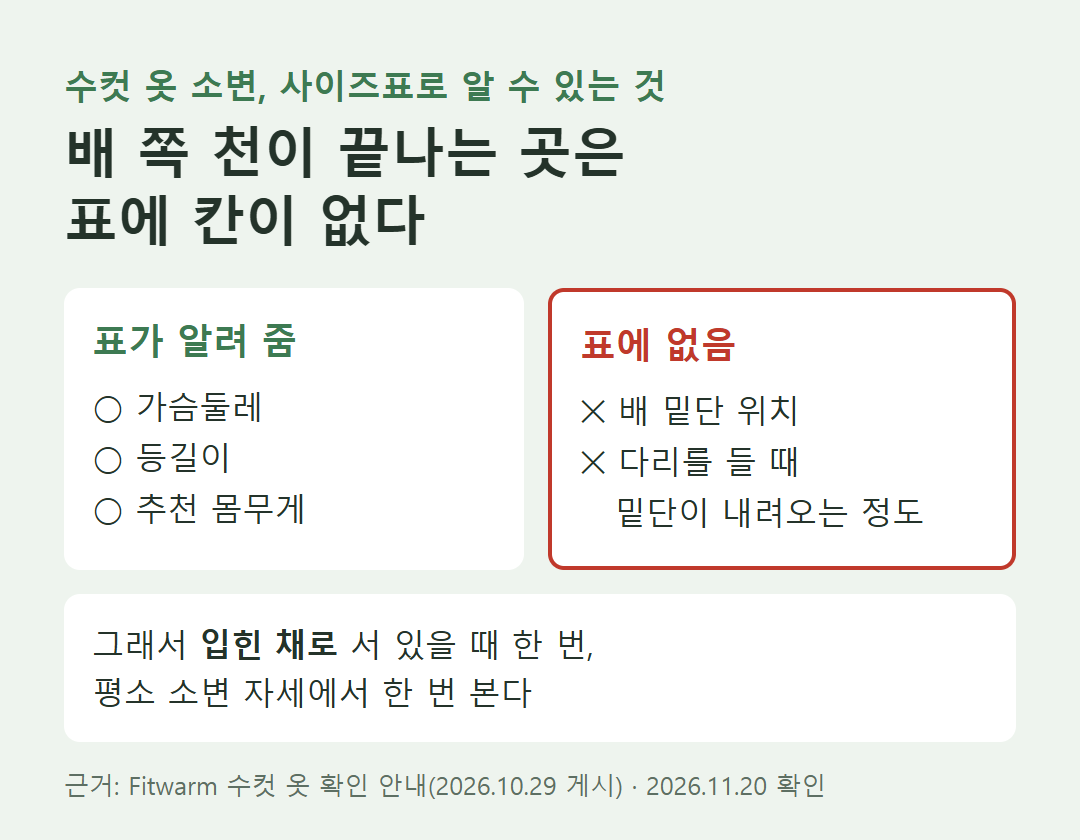 수컷 옷 소변, 사이즈표로 알 수 있는 것
배 쪽 천이 끝나는 곳은
표에 칸이 없다
표가 알려 줌
○ 가슴둘레
○ 등길이
○ 추천 몸무게
표에 없음
× 배 밑단 위치
× 다리를 들 때
밑단이 내려오는 정도
그래서 입힌 채로 서 있을 때 한 번,
평소 소변 자세에서 한 번 본다
근거: Fitwarm 수컷 옷 확인 안내(2026.10.29 게시) · 2026.11.20 확인